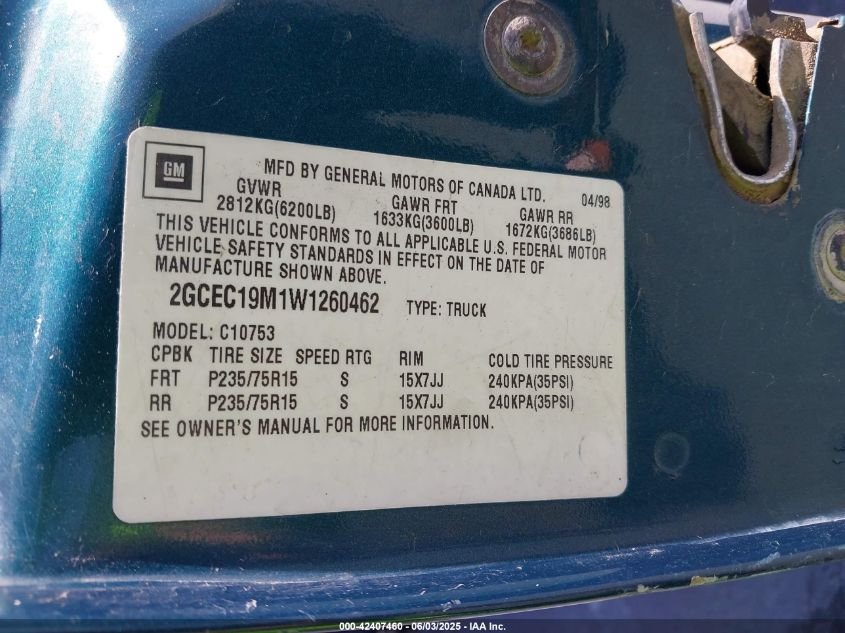 GM
MFD BY GENERAL MOTORS OF CANADA LTD. 04/98
GVWR GAWR FRT GAWR RR
2812KG(6200LB) 1633KG(3600LB) 1672KG(3686LB)
THIS VEHICLE CONFORMS TO ALL APPLICABLE U.S. FEDERAL MOTOR
VEHICLE SAFETY STANDARDS IN EFFECT ON THE DATE OF
MANUFACTURE SHOWN ABOVE.
2GCEC19M1W1260462 TYPE: TRUCK
MODEL: C10753
CPBK TIRE SIZE SPEED RTG RIM COLD TIRE PRESSURE
FRT P235/75R15 S 15X7JJ 240KPA(35PSI)
RR P235/75R15 S 15X7JJ 240KPA(35PSI)
SEE OWNER'S MANUAL FOR MORE INFORMATION.
000-42407460 - 06/03/2025 - IAA Inc.